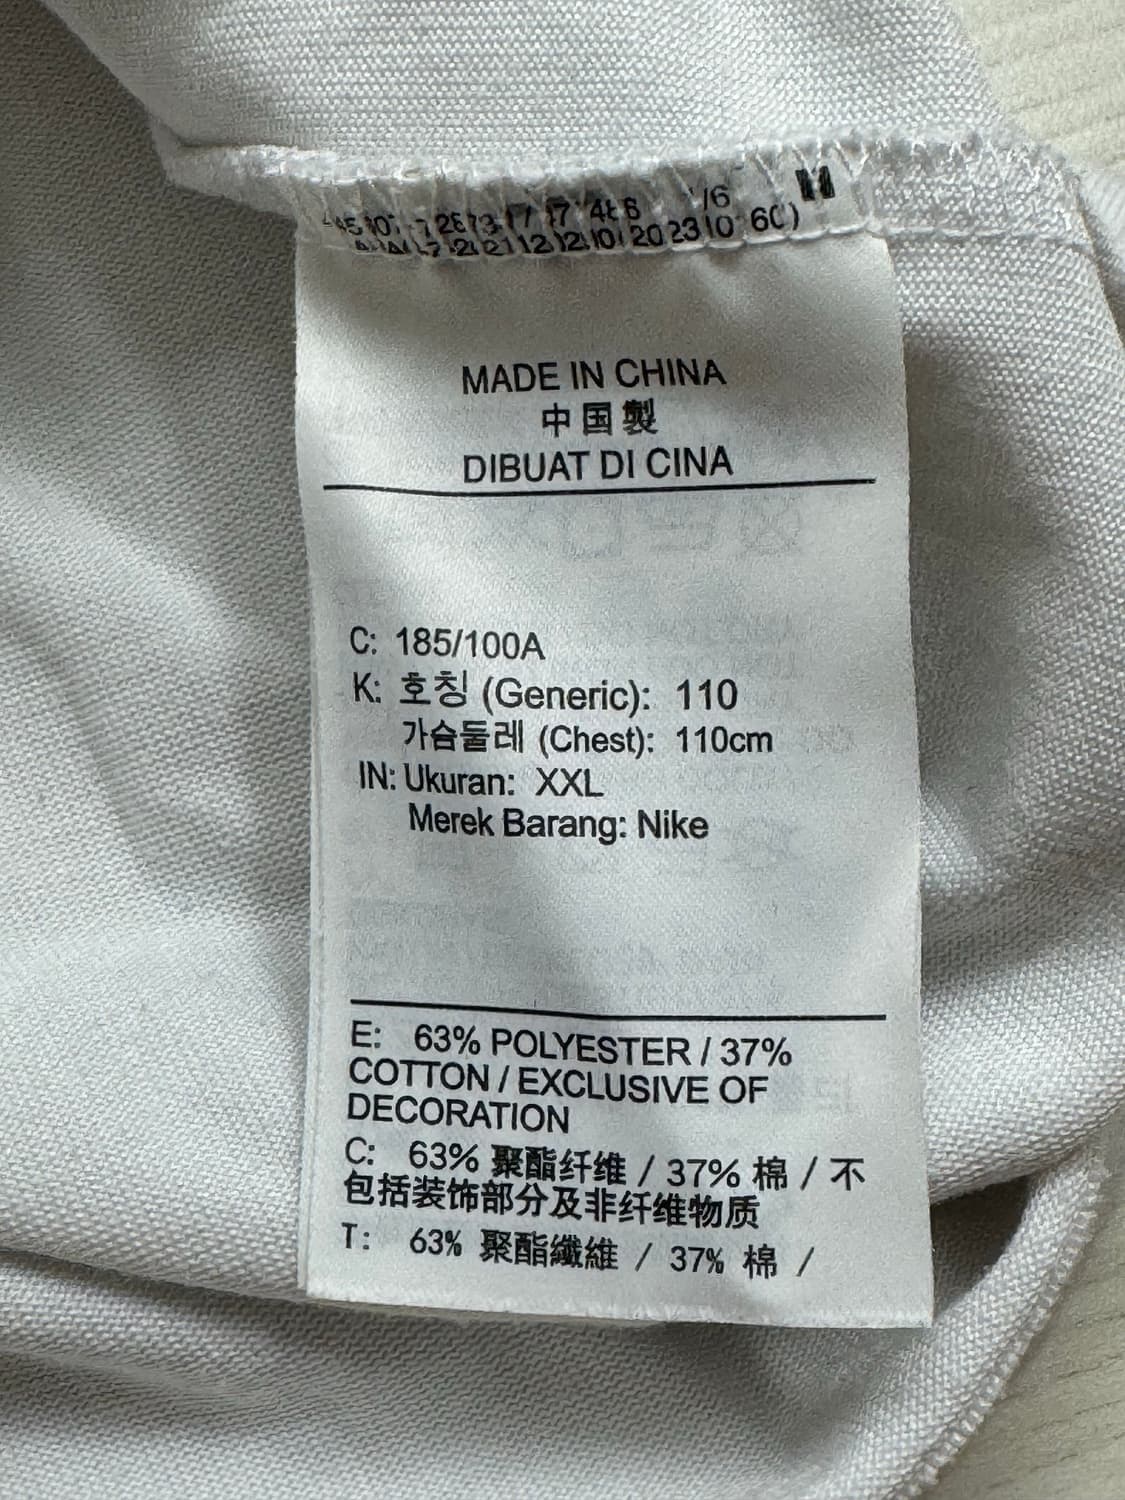 MADE IN CHINA
中国製
DIBUAT DI CINA
C: 185/100A
K: 호칭 (Generic): 110
가슴둘레 (Chest): 110cm
IN: Ukuran: XXL
Merek Barang: Nike
E: 63% POLYESTER / 37%
COTTON / EXCLUSIVE OF
DECORATION
C: 63% 聚酯纤维 / 37% 棉 / 不
包括装饰部分及非纤维物质
T: 63% 聚酯纖維 / 37% 棉 /